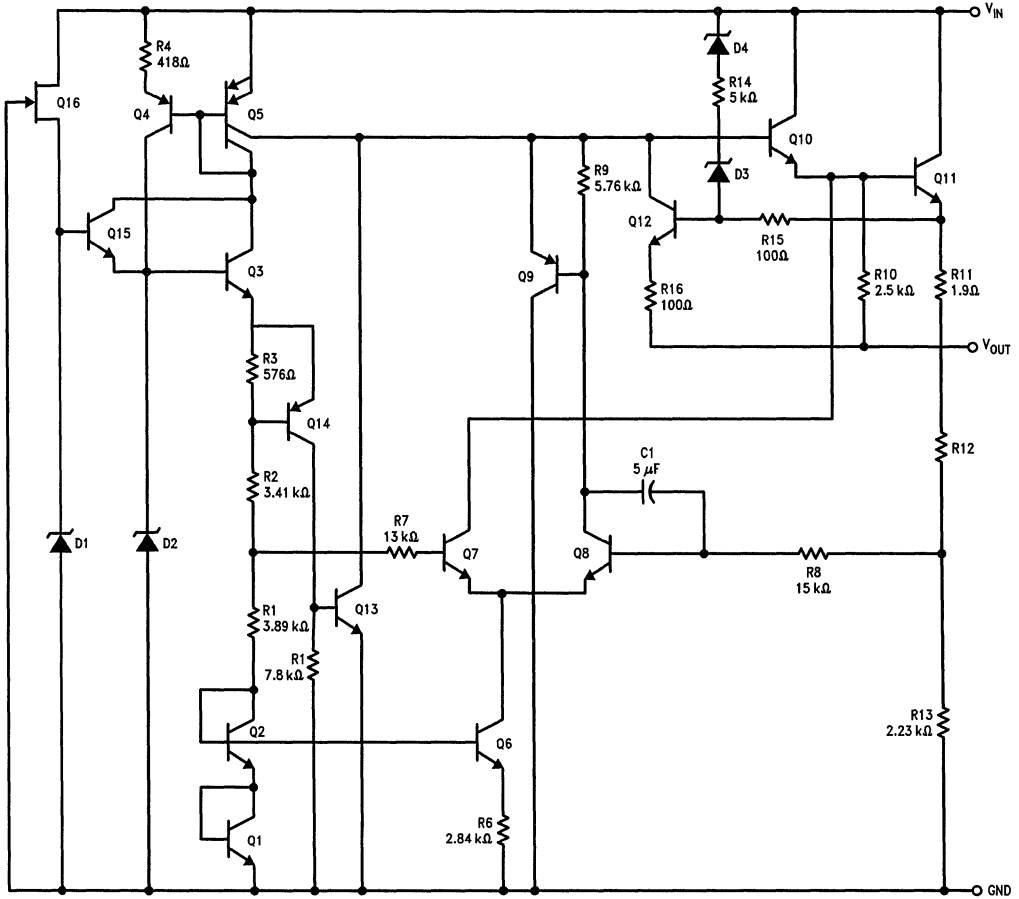 V_IN
R4
418Ω
D4
Q16
Q4
Q5
R14
5 kΩ
Q10
R9
5.76 kΩ
D3
Q11
Q15
Q12
R15
100Ω
Q3
Q9
R16
100Ω
R10
2.5 kΩ
R11
1.9Ω
V_OUT
R3
576Ω
Q14
R12
C1
5 μF
R2
3.41 kΩ
R7
13 kΩ
D1
D2
Q7
Q8
R8
15 kΩ
R1
3.89 kΩ
Q13
R1
7.8 kΩ
R13
2.23 kΩ
Q2
Q6
R6
2.84 kΩ
Q1
GND